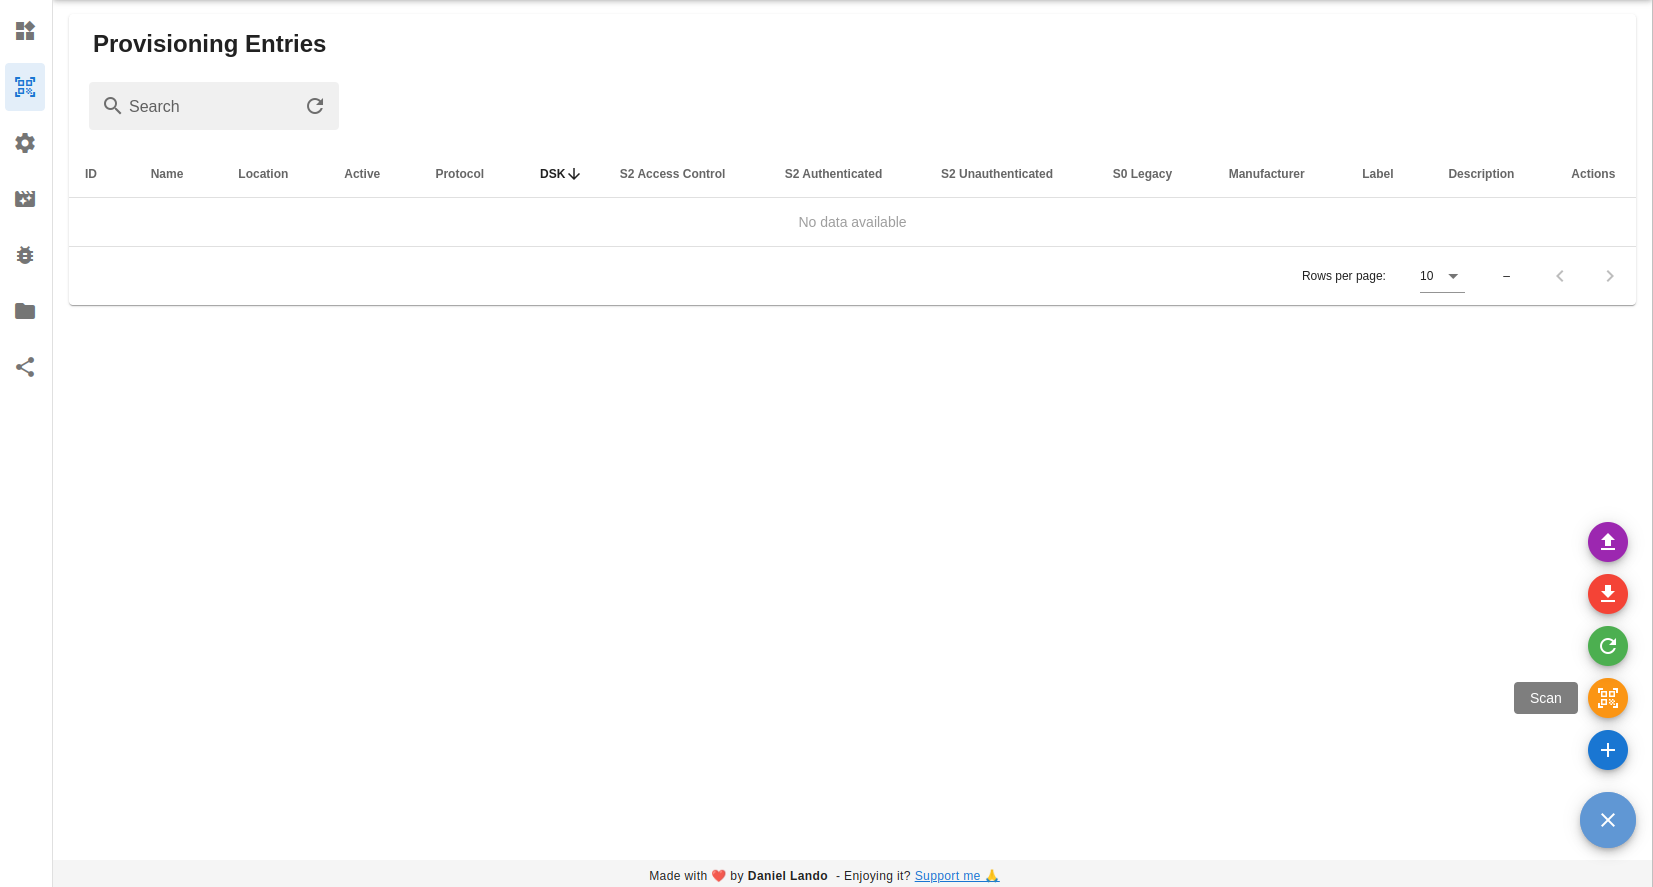 Provisioning Entries
Search
ID Name Location Active Protocol DSK S2 Access Control S2 Authenticated S2 Unauthenticated S0 Legacy Manufacturer Label Description Actions
No data available
Rows per page: 10 –
Scan
Made with ❤️ by Daniel Lando - Enjoying it? Support me 🙏